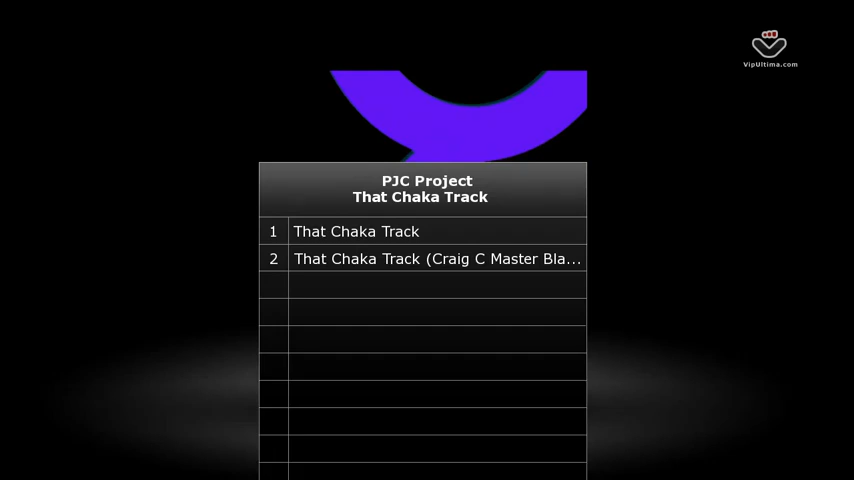 VipUltima.com
PJC Project
That Chaka Track
1 That Chaka Track
2 That Chaka Track (Craig C Master Bla...